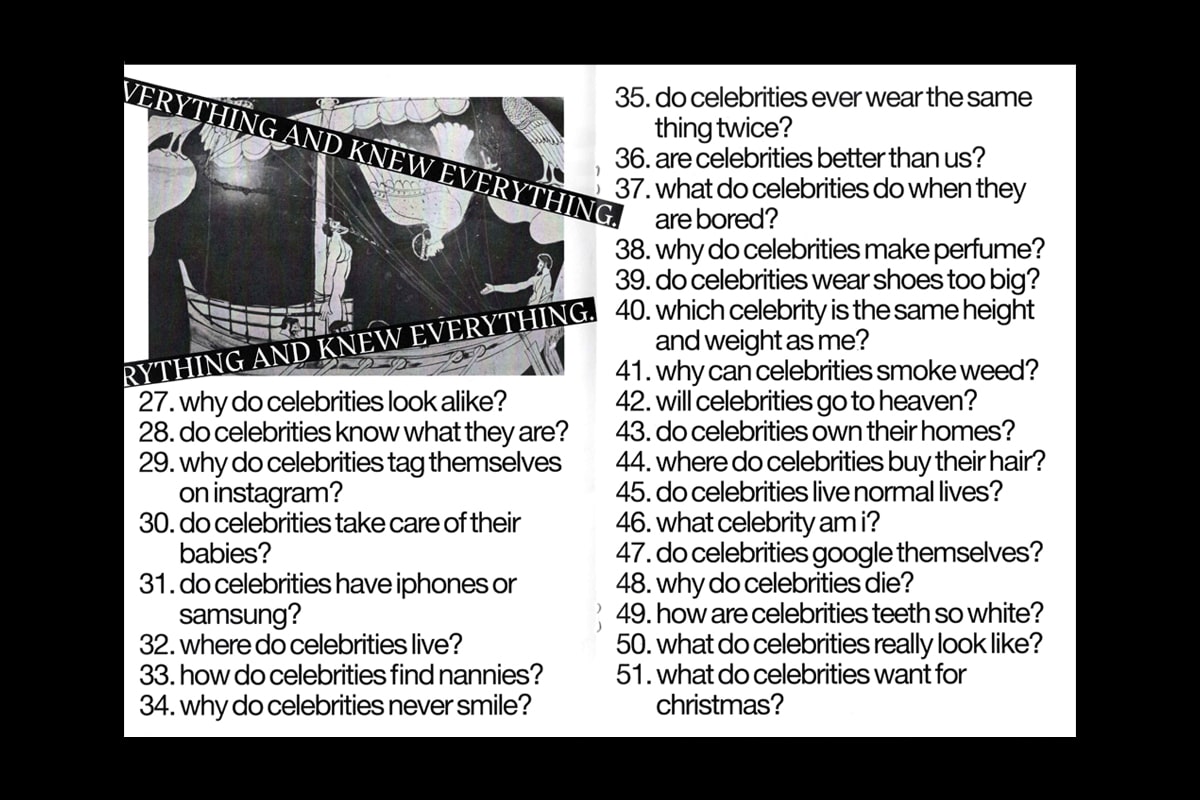 VERYTHING AND KNEW EVERYTHING.
RYTHING AND KNEW EVERYTHING.
27. why do celebrities look alike?
28. do celebrities know what they are?
29. why do celebrities tag themselves
on instagram?
30. do celebrities take care of their
babies?
31. do celebrities have iphones or
samsung?
32. where do celebrities live?
33. how do celebrities find nannies?
34. why do celebrities never smile?
35. do celebrities ever wear the same
thing twice?
36. are celebrities better than us?
37. what do celebrities do when they
are bored?
38. why do celebrities make perfume?
39. do celebrities wear shoes too big?
40. which celebrity is the same height
and weight as me?
41. why can celebrities smoke weed?
42. will celebrities go to heaven?
43. do celebrities own their homes?
44. where do celebrities buy their hair?
45. do celebrities live normal lives?
46. what celebrity am i?
47. do celebrities google themselves?
48. why do celebrities die?
49. how are celebrities teeth so white?
50. what do celebrities really look like?
51. what do celebrities want for
christmas?